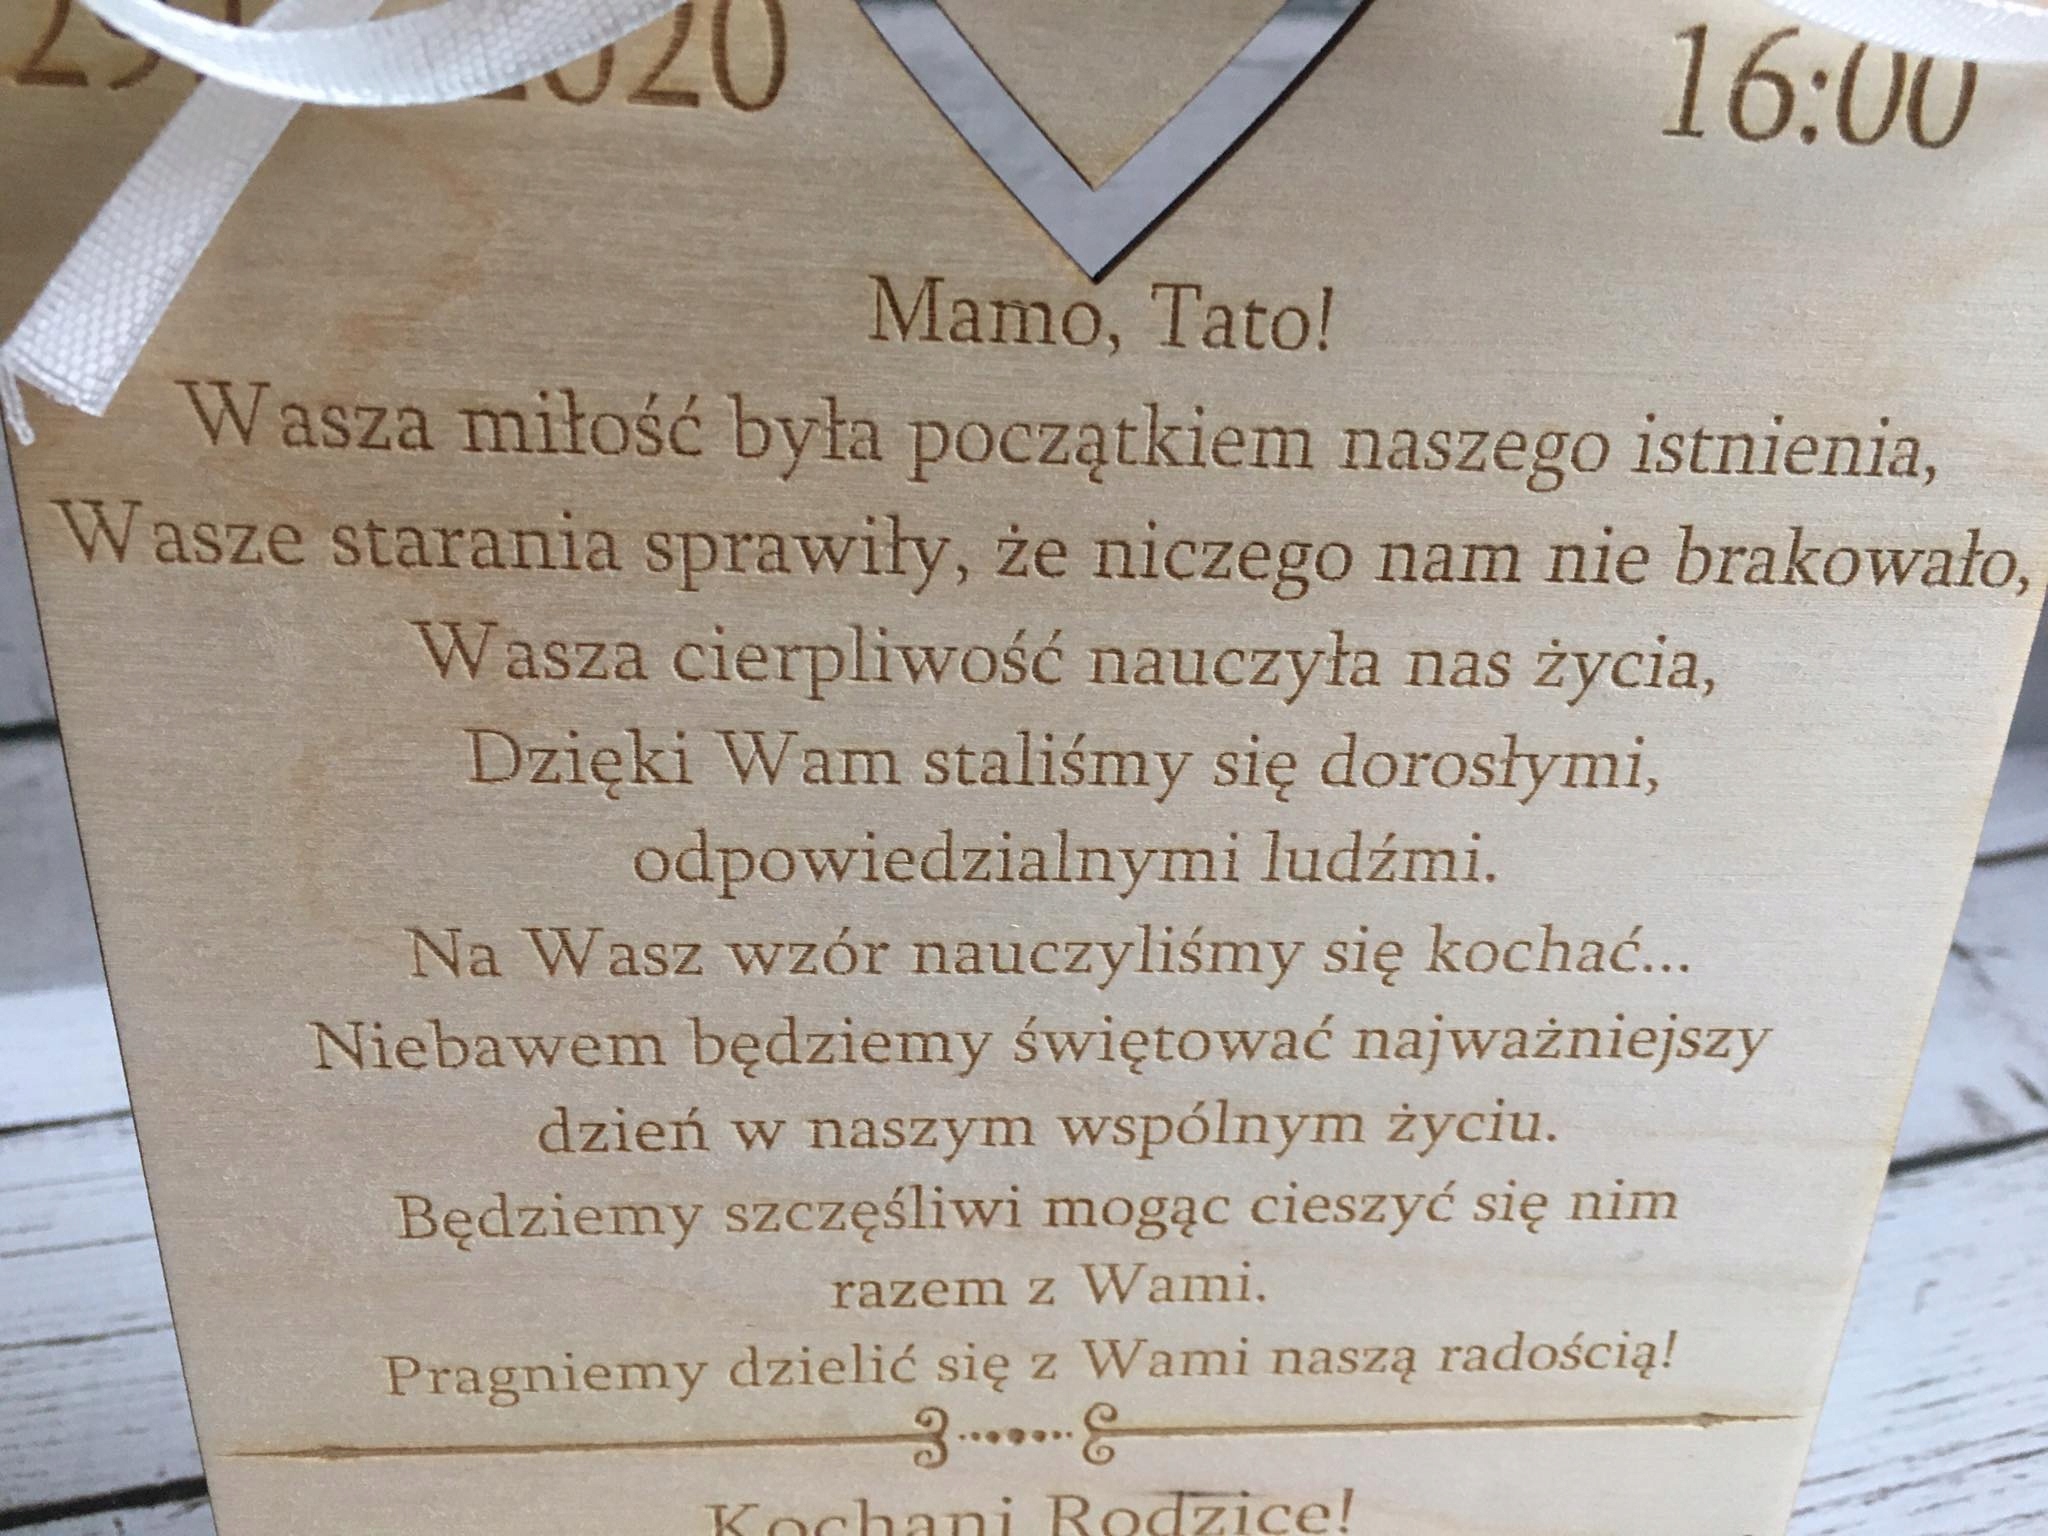 2020
16:00
Mamo, Tato!
Wasza miłość była początkiem naszego istnienia,
Wasze starania sprawiły, że niczego nam nie brakowało,
Wasza cierpliwość nauczyła nas życia,
Dzięki Wam staliśmy się dorosłymi,
odpowiedzialnymi ludźmi.
Na Wasz wzór nauczyliśmy się kochać...
Niebawem będziemy świętować najważniejszy
dzień w naszym wspólnym życiu.
Będziemy szczęśliwi mogąc cieszyć się nim
razem z Wami.
Pragniemy dzielić się z Wami naszą radością!
Kochani Rodzice!